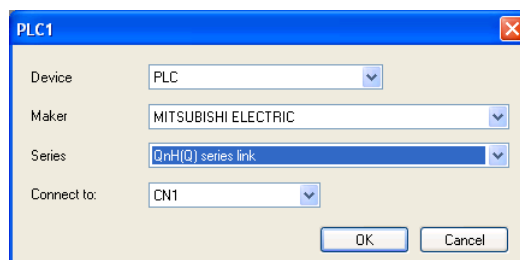 PLC1
Device PLC
Maker MITSUBISHI ELECTRIC
Series QnH(Q) series link
Connect to: CN1
OK Cancel